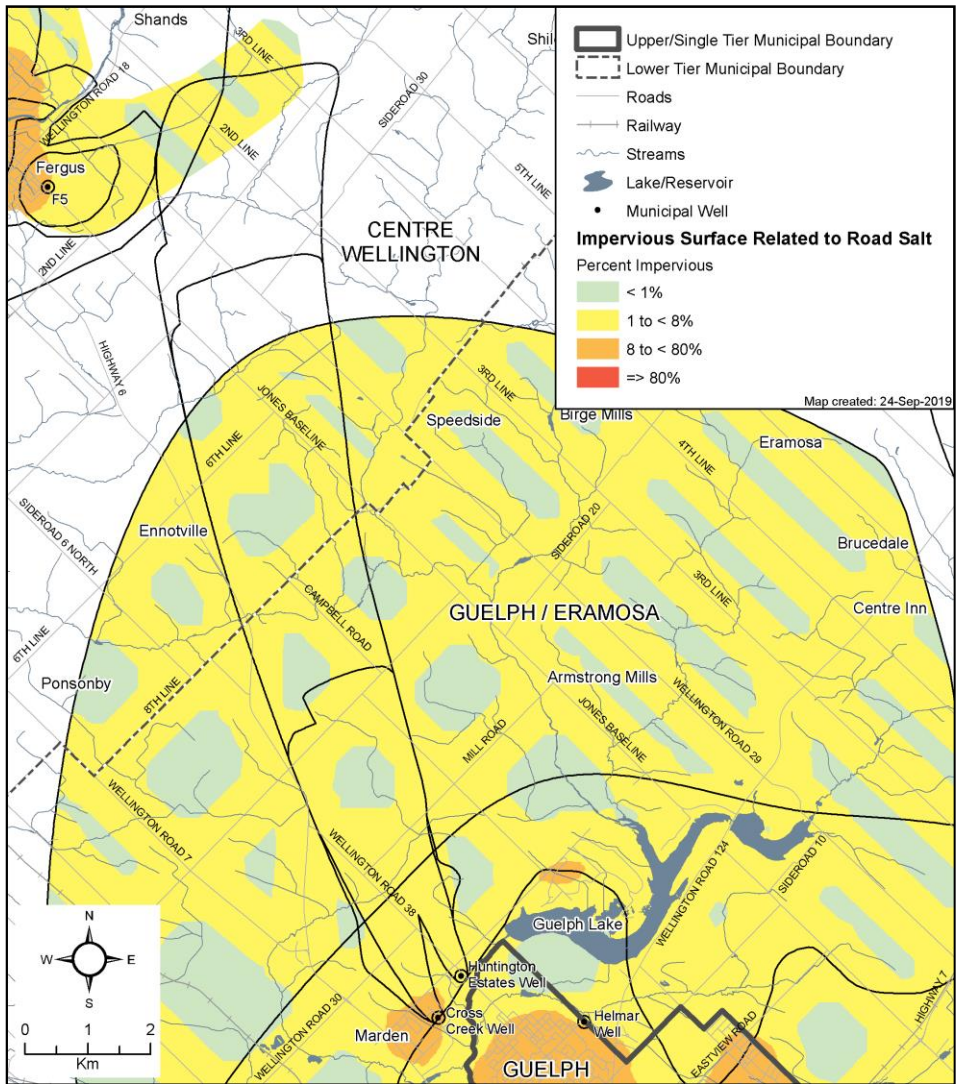 Shands
3RD LINE
Shil
WELLINGTON ROAD 18
SIDEROAD 30
2ND LINE
5TH LINE
Fergus
F5
2ND LINE
CENTRE
WELLINGTON
Upper/Single Tier Municipal Boundary
Lower Tier Municipal Boundary
Roads
Railway
Streams
Lake/Reservoir
Municipal Well
Impervious Surface Related to Road Salt
Percent Impervious
< 1%
1 to < 8%
8 to < 80%
=> 80%
Map created: 24-Sep-2019
HIGHWAY 6
JONES BASELINE
6TH LINE
3RD LINE
Speedside
Birge Mills
4TH LINE
Eramosa
SIDEROAD 6 NORTH
Ennotville
SIDEROAD 20
Brucedale
CAMPBELL ROAD
3RD LINE
Centre Inn
GUELPH / ERAMOSA
6TH LINE
Ponsonby
8TH LINE
Armstrong Mills
WELLINGTON ROAD 29
MILL ROAD
JONES BASELINE
WELLINGTON ROAD 7
WELLINGTON ROAD 38
WELLINGTON ROAD 124
SIDEROAD 10
Guelph Lake
N
W
E
S
Huntington
Estates Well
HIGHWAY 7
Cross
Creek Well
Helmar
Well
WELLINGTON ROAD 30
Marden
EASTVIEW ROAD
GUELPH
0 1 2
Km